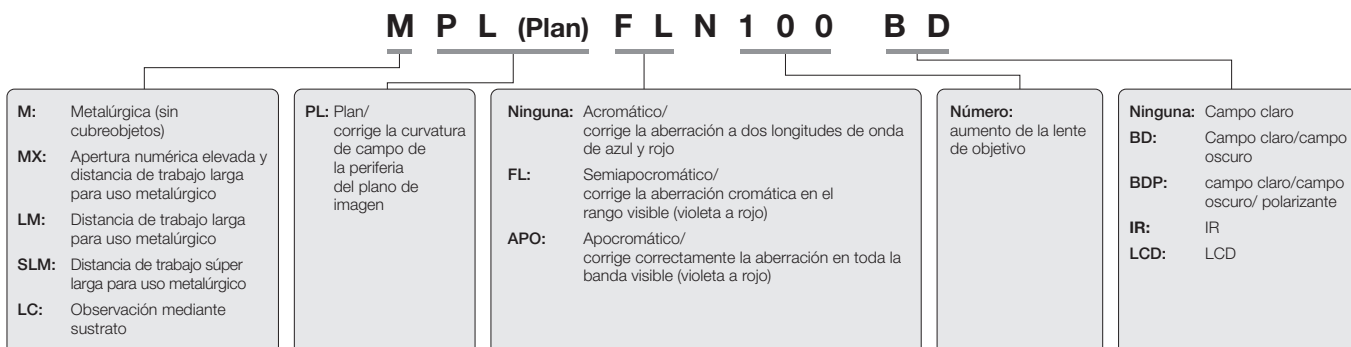 M P L (Plan) F L N 1 0 0 B D
M: Metalúrgica (sin
cubreobjetos)
MX: Apertura numérica elevada y
distancia de trabajo larga
para uso metalúrgico
LM: Distancia de trabajo larga
para uso metalúrgico
SLM: Distancia de trabajo súper
larga para uso metalúrgico
LC: Observación mediante
sustrato
PL: Plan/
corrige la curvatura
de campo de
la periferia
del plano de
imagen
Ninguna: Acromático/
corrige la aberración a dos longitudes de onda
de azul y rojo
FL: Semiapocromático/
corrige la aberración cromática en el
rango visible (violeta a rojo)
APO: Apocromático/
corrige correctamente la aberración en toda la
banda visible (violeta a rojo)
Número:
aumento de la lente
de objetivo
Ninguna: Campo claro
BD: Campo claro/campo
oscuro
BDP: campo claro/campo
oscuro/ polarizante
IR: IR
LCD: LCD